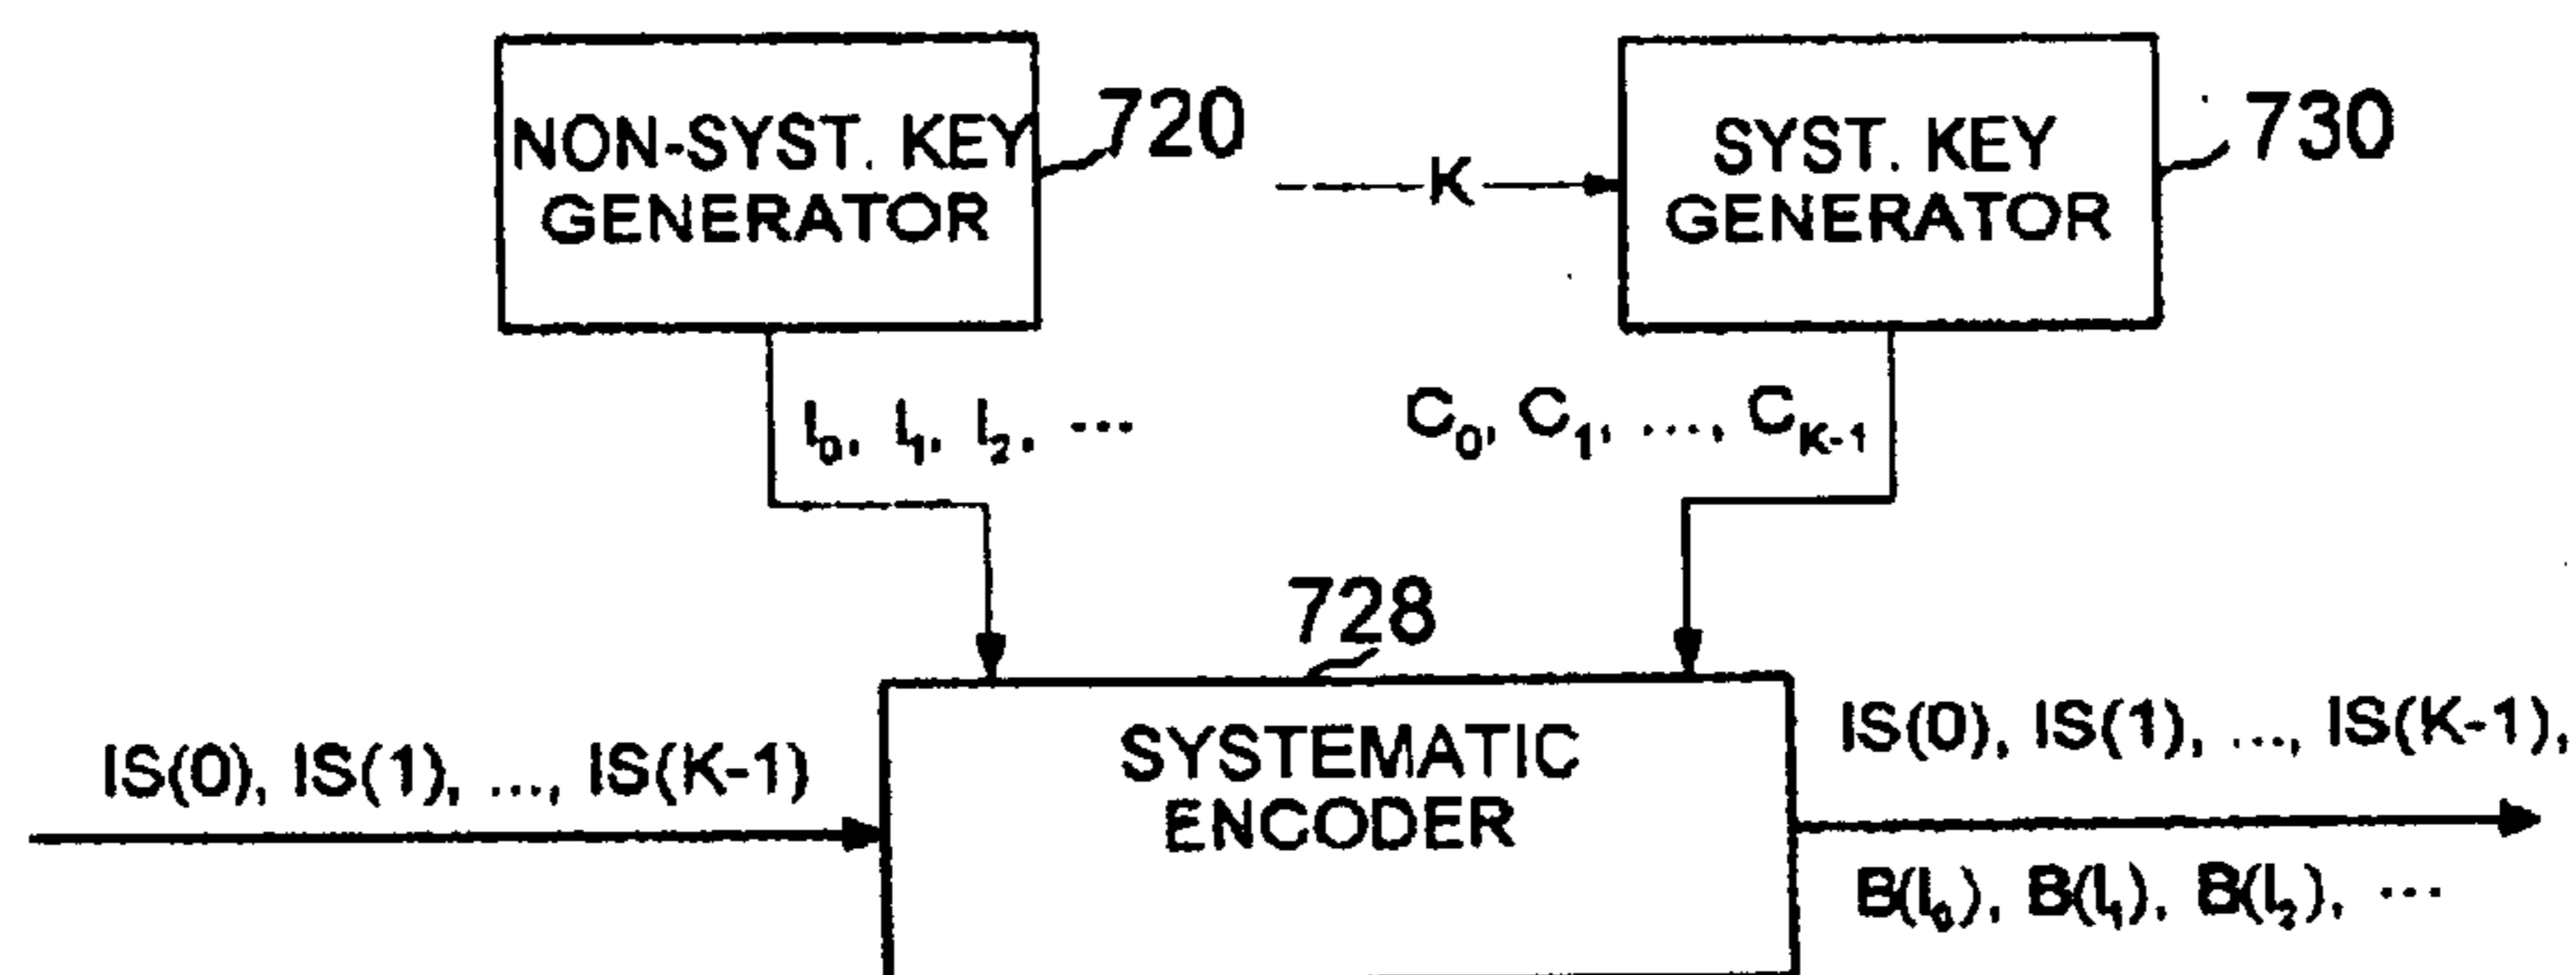 NON-SYST. KEY
GENERATOR
720
K
SYST. KEY
GENERATOR
730
I₀, I₁, I₂, ...
C₀, C₁, ..., C_K-1
728
IS(0), IS(1), ..., IS(K-1)
SYSTEMATIC
ENCODER
IS(0), IS(1), ..., IS(K-1),
B(I₀), B(I₁), B(I₂), ...